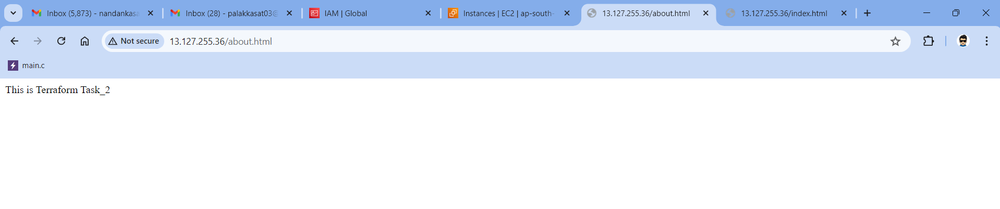 Inbox (5,873) - nandankasa
Inbox (28) - palakkasat03@
IAM | Global
Instances | EC2 | ap-south-
13.127.255.36/about.html
13.127.255.36/index.html
Not secure
13.127.255.36/about.html
main.c
This is Terraform Task_2